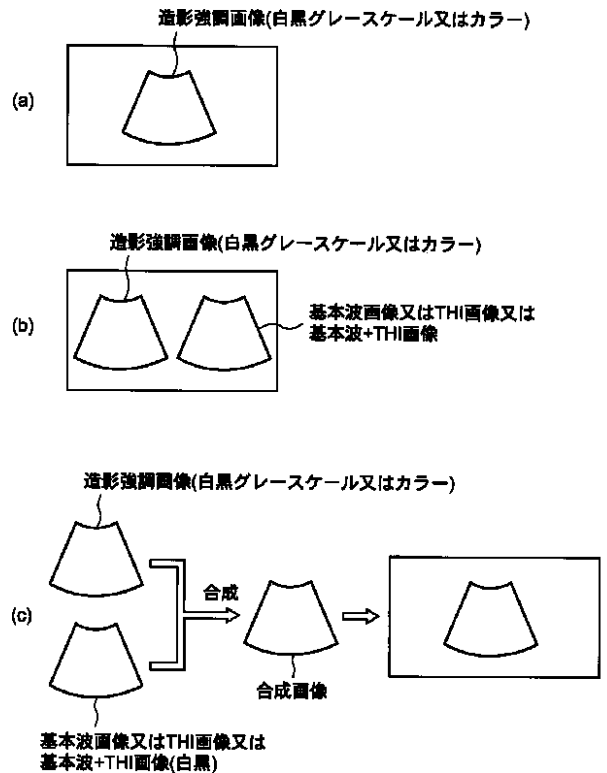 造影強調画像(白黒グレースケール又はカラー)
(a)
造影強調画像(白黒グレースケール又はカラー)
(b)
基本波画像又はTHI画像又は
基本波+THI画像
造影強調画像(白黒グレースケール又はカラー)
(c)
合成
合成画像
基本波画像又はTHI画像又は
基本波+THI画像(白黒)